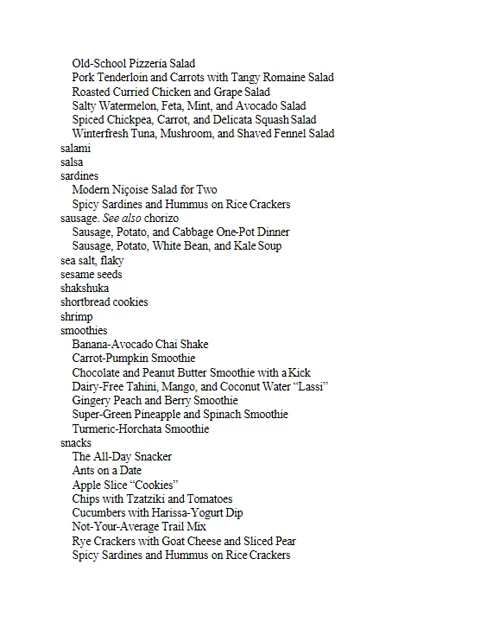 Old-School Pizzeria Salad
Pork Tenderloin and Carrots with Tangy Romaine Salad
Roasted Curried Chicken and Grape Salad
Salty Watermelon, Feta, Mint, and Avocado Salad
Spiced Chickpea, Carrot, and Delicata Squash Salad
Winterfresh Tuna, Mushroom, and Shaved Fennel Salad
salami
salsa
sardines
Modern Niçoise Salad for Two
Spicy Sardines and Hummus on Rice Crackers
sausage. See also chorizo
Sausage, Potato, and Cabbage One-Pot Dinner
Sausage, Potato, White Bean, and Kale Soup
sea salt, flaky
sesame seeds
shakshuka
shortbread cookies
shrimp
smoothies
Banana-Avocado Chai Shake
Carrot-Pumpkin Smoothie
Chocolate and Peanut Butter Smoothie with a Kick
Dairy-Free Tahini, Mango, and Coconut Water “Lassi”
Gingery Peach and Berry Smoothie
Super-Green Pineapple and Spinach Smoothie
Turmeric-Horchata Smoothie
snacks
The All-Day Snacker
Ants on a Date
Apple Slice “Cookies”
Chips with Tzatziki and Tomatoes
Cucumbers with Harissa-Yogurt Dip
Not-Your-Average Trail Mix
Rye Crackers with Goat Cheese and Sliced Pear
Spicy Sardines and Hummus on Rice Crackers